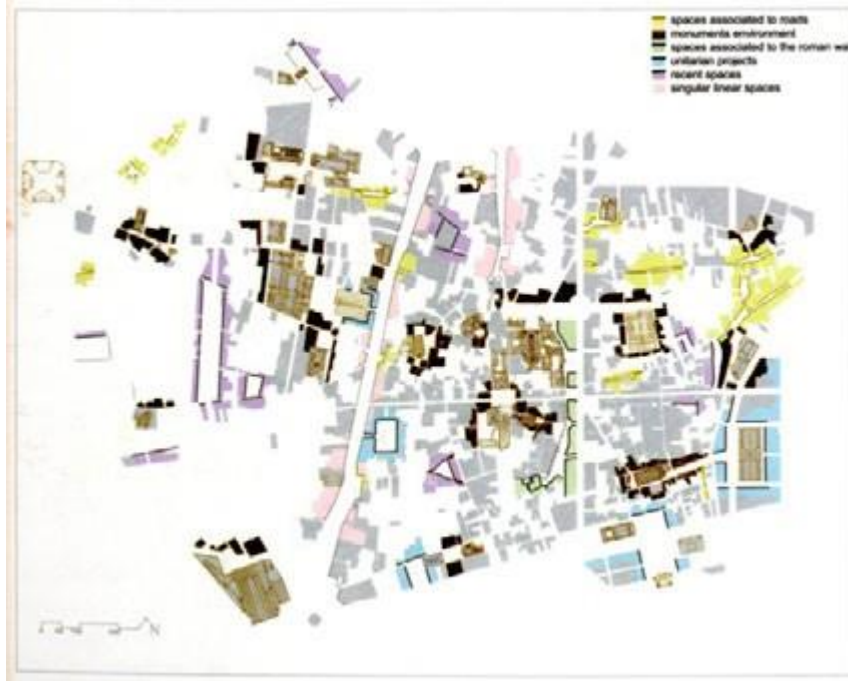 spaces associated to roads
monuments environment
spaces associated to the roman wa
unitarian projects
recent spaces
singular linear spaces
N